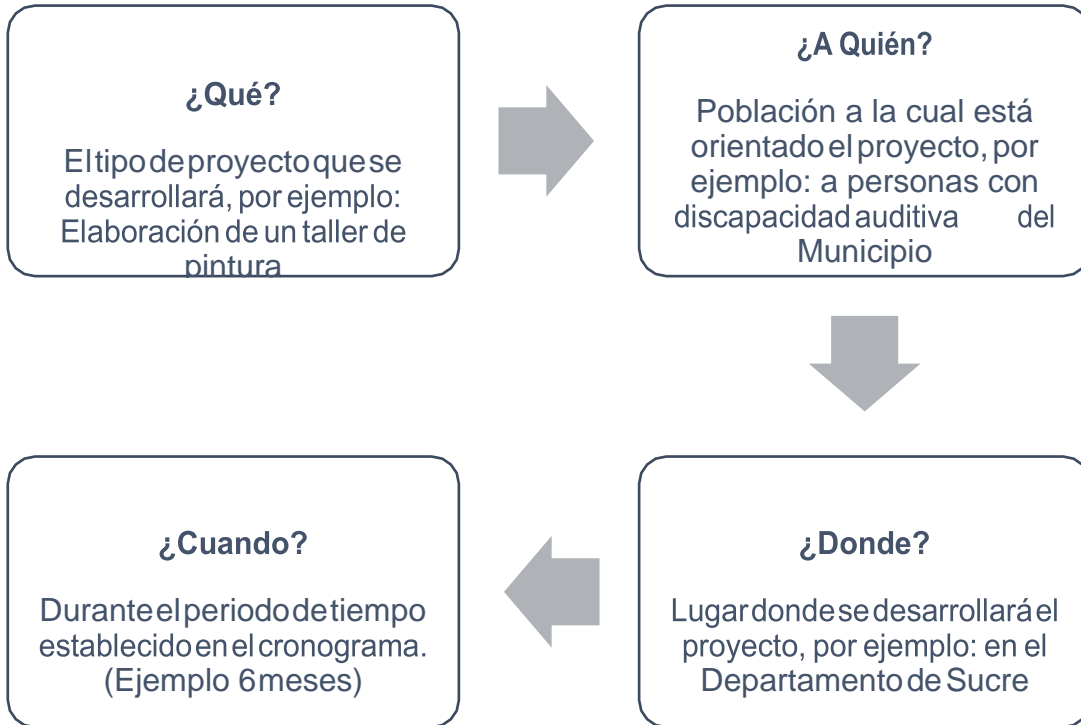 ¿Qué?
El tipo de proyecto que se
desarrollará, por ejemplo:
Elaboración de un taller de
pintura
¿A Quién?
Población a la cual está
orientado el proyecto, por
ejemplo: a personas con
discapacidad auditiva del
Municipio
¿Donde?
Lugar donde se desarrollará el
proyecto, por ejemplo: en el
Departamento de Sucre
¿Cuando?
Durante el periodo de tiempo
establecido en el cronograma.
(Ejemplo 6 meses)